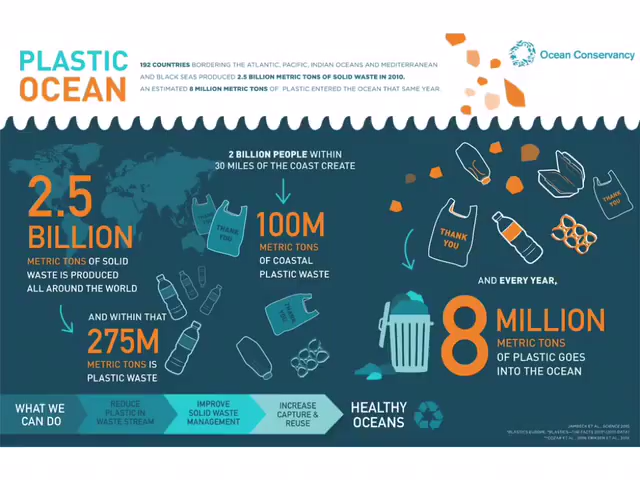 PLASTIC
OCEAN
192 COUNTRIES BORDERING THE ATLANTIC, PACIFIC, INDIAN OCEANS AND MEDITERRANEAN
AND BLACK SEAS PRODUCED 2.5 BILLION METRIC TONS OF SOLID WASTE IN 2010.
AN ESTIMATED 8 MILLION METRIC TONS OF PLASTIC ENTERED THE OCEAN THAT SAME YEAR.
Ocean Conservancy
2.5
BILLION
METRIC TONS OF SOLID
WASTE IS PRODUCED
ALL AROUND THE WORLD
AND WITHIN THAT
275M
METRIC TONS IS
PLASTIC WASTE
2 BILLION PEOPLE WITHIN
30 MILES OF THE COAST CREATE
THANK
YOU
100M
METRIC TONS
OF COASTAL
PLASTIC WASTE
THANK
YOU
THANK
YOU
THANK
YOU
AND EVERY YEAR,
8 MILLION
METRIC TONS
OF PLASTIC GOES
INTO THE OCEAN
WHAT WE
CAN DO
REDUCE
PLASTIC IN
WASTE STREAM
IMPROVE
SOLID WASTE
MANAGEMENT
INCREASE
CAPTURE &
REUSE
HEALTHY
OCEANS